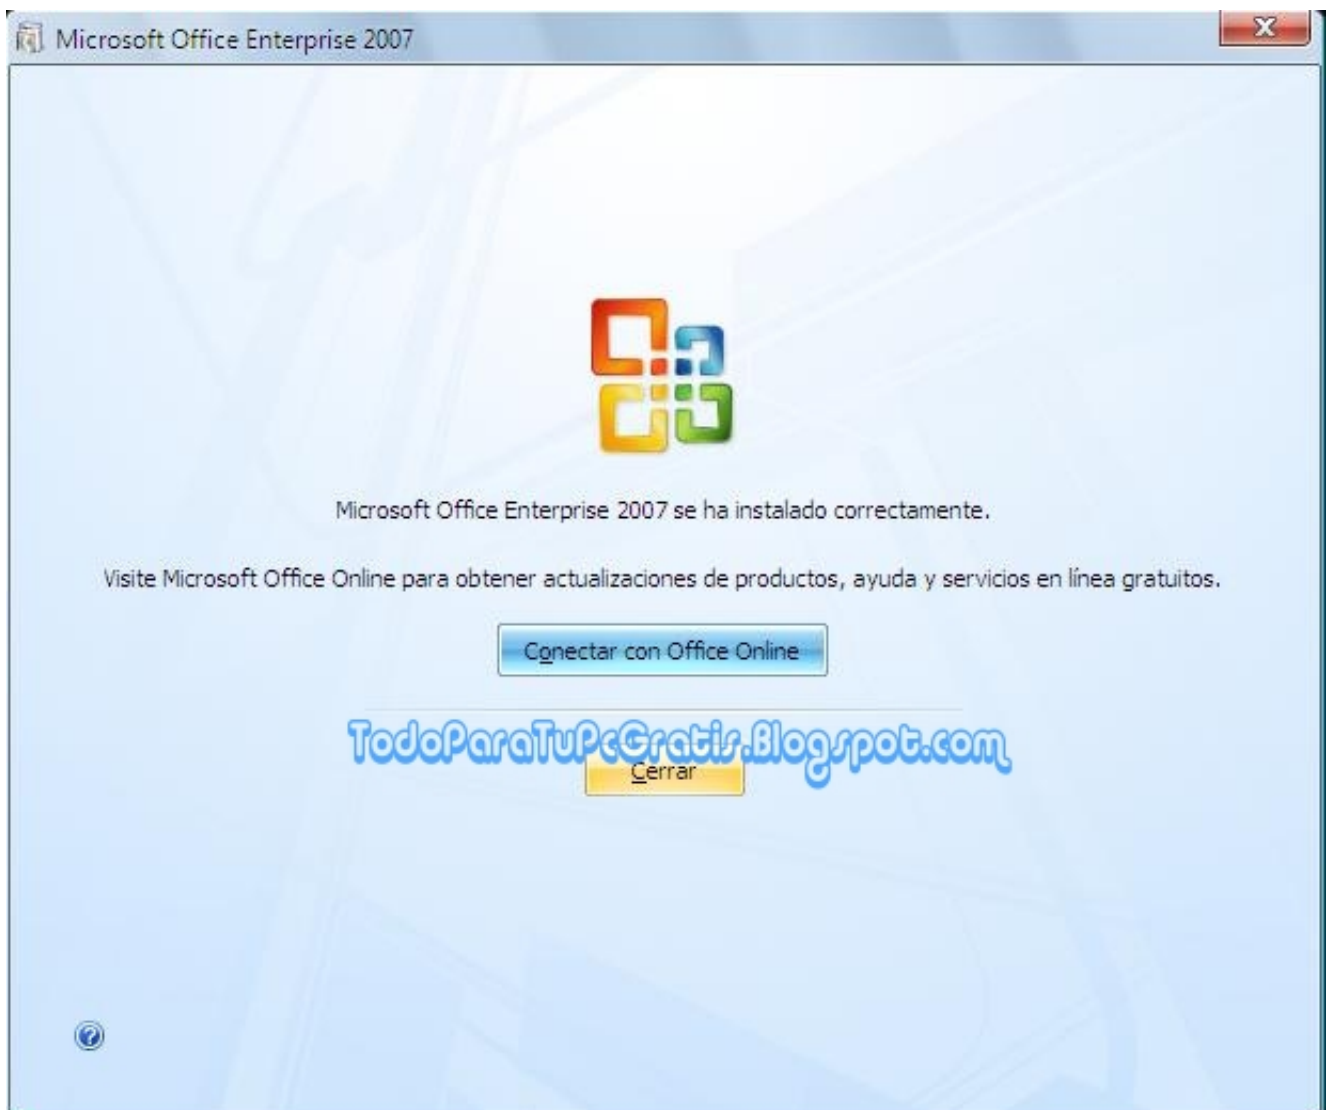 Microsoft Office Enterprise 2007
Microsoft Office Enterprise 2007 se ha instalado correctamente.
Visite Microsoft Office Online para obtener actualizaciones de productos, ayuda y servicios en línea gratuitos.
Conectar con Office Online
TodoParaTuPcGratis.Blogspot.com
Cerrar